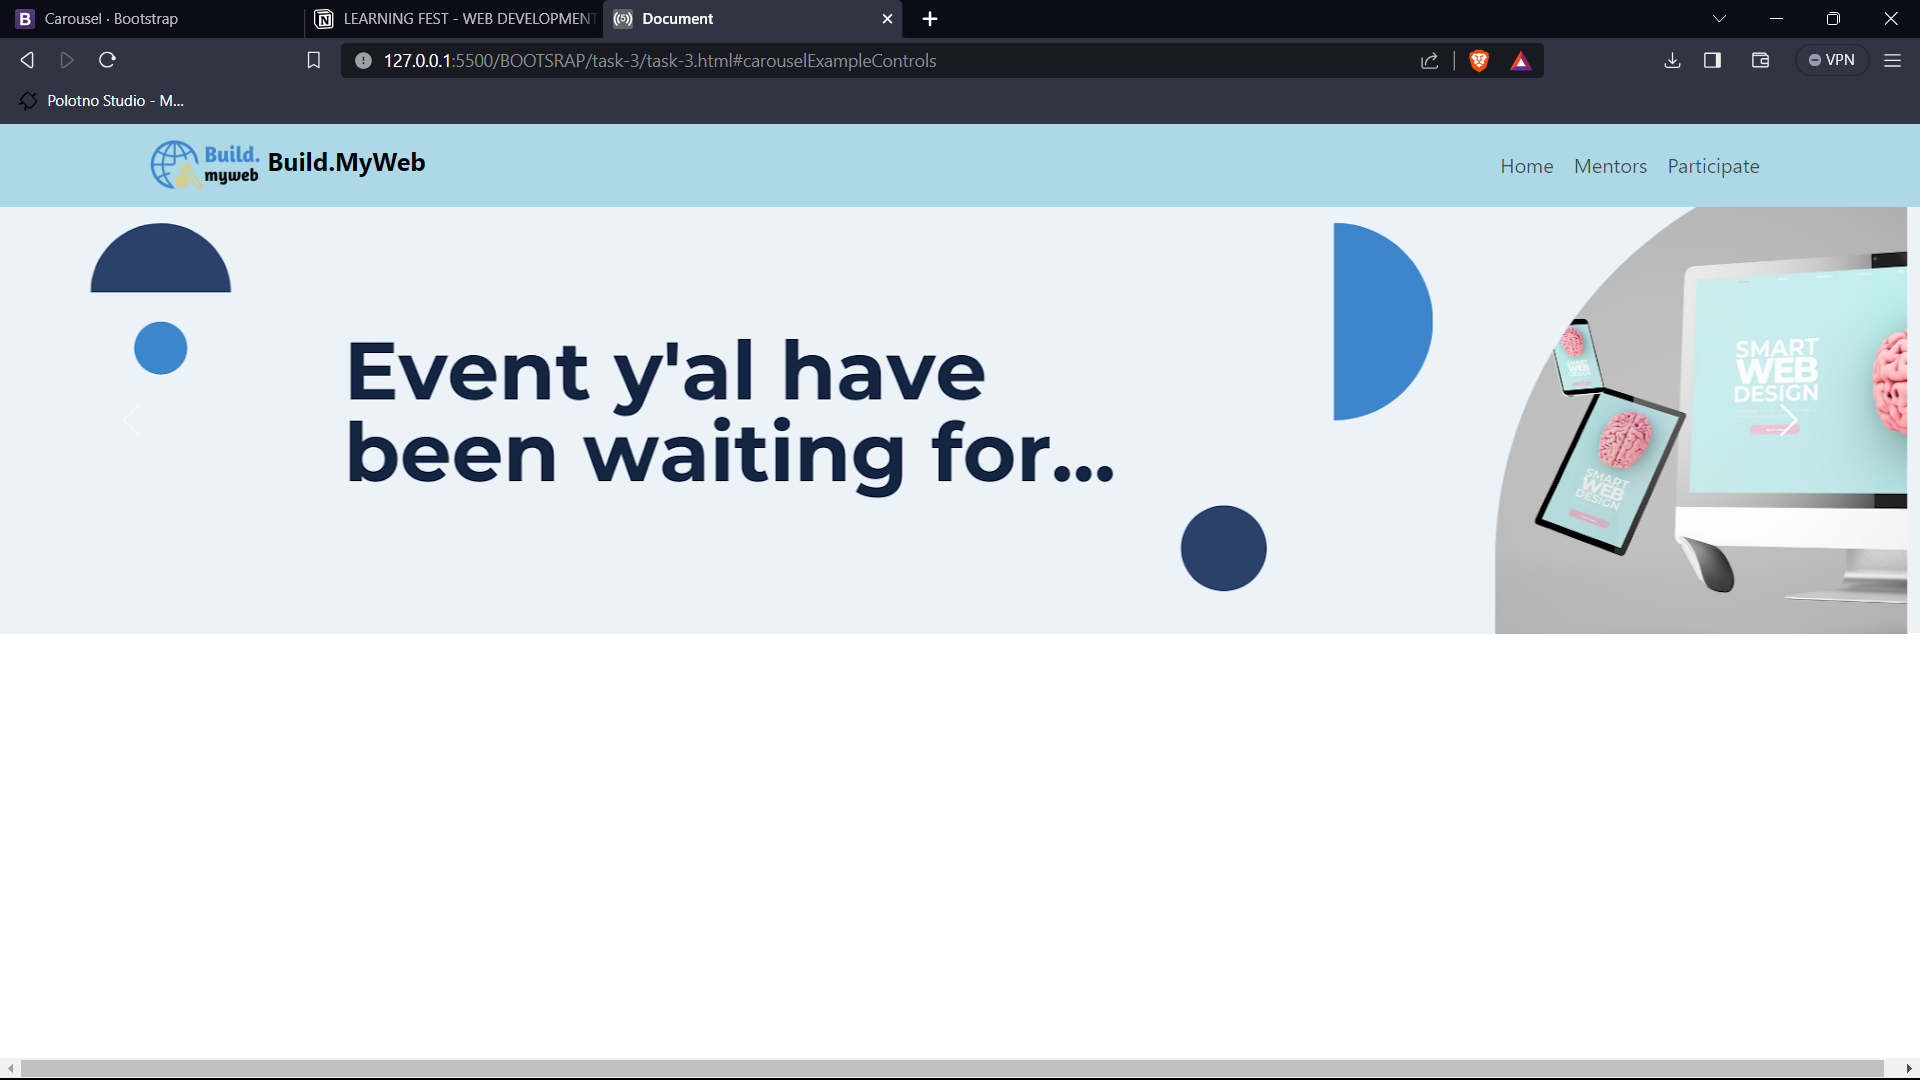 Carousel · Bootstrap
LEARNING FEST - WEB DEVELOPMENT
Document
127.0.0.1:5500/BOOTSRAP/task-3/task-3.html#carouselExampleControls
VPN
Polotno Studio - M...
Build.
myweb
Build.MyWeb
Home Mentors Participate
Event y'al have
been waiting for...
SMART
WEB
DESIGN
SMART
WEB
DESIGN